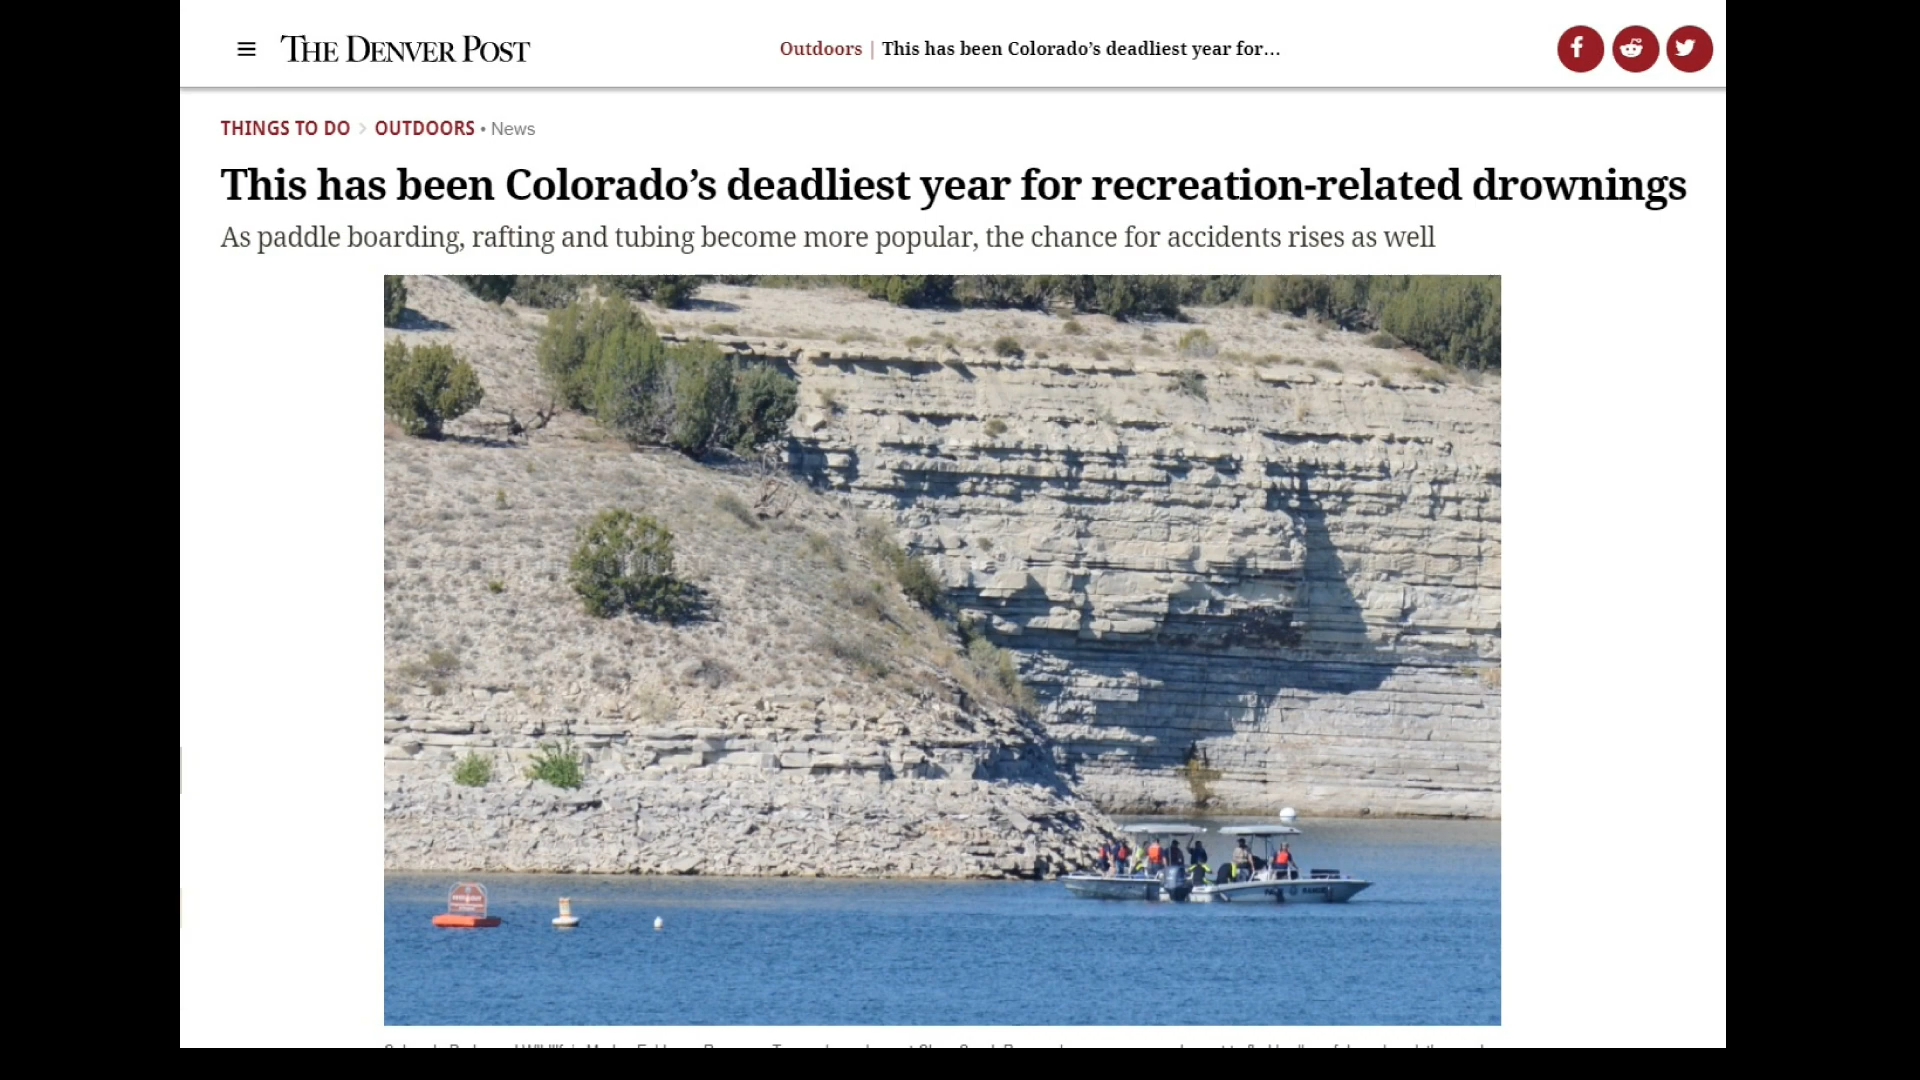 THE DENVER POST
Outdoors | This has been Colorado’s deadliest year for…
THINGS TO DO > OUTDOORS • News
This has been Colorado’s deadliest year for recreation-related drownings
As paddle boarding, rafting and tubing become more popular, the chance for accidents rises as well